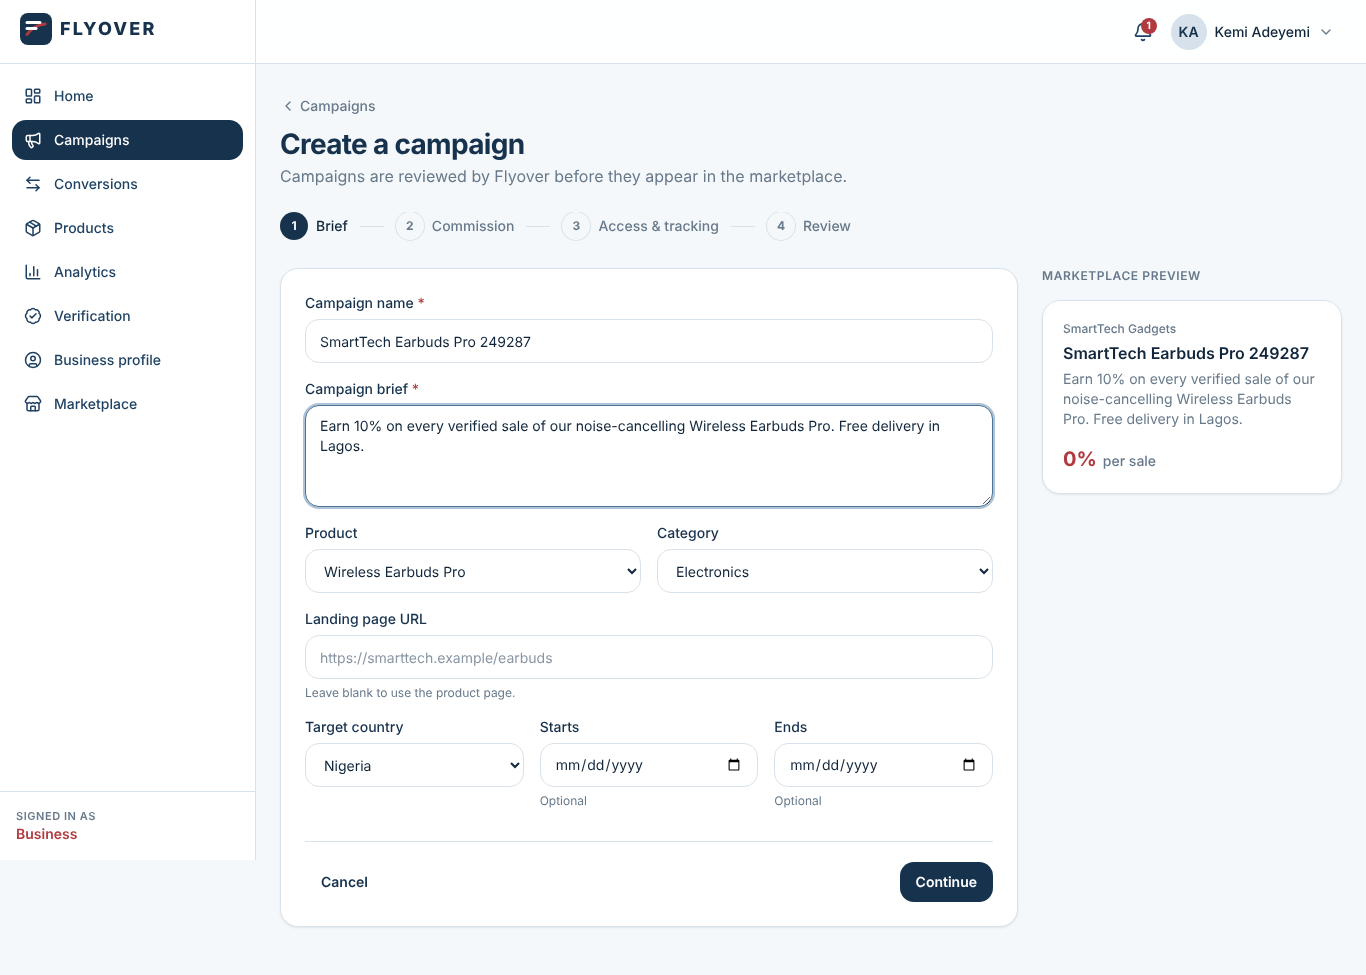 FLYOVER
1
KA
Kemi Adeyemi
Home
Campaigns
Conversions
Products
Analytics
Verification
Business profile
Marketplace
SIGNED IN AS
Business
Campaigns
Create a campaign
Campaigns are reviewed by Flyover before they appear in the marketplace.
1 Brief
2 Commission
3 Access & tracking
4 Review
Campaign name *
SmartTech Earbuds Pro 249287
Campaign brief *
Earn 10% on every verified sale of our noise-cancelling Wireless Earbuds Pro. Free delivery in
Lagos.
Product
Wireless Earbuds Pro
Category
Electronics
Landing page URL
https://smarttech.example/earbuds
Leave blank to use the product page.
Target country
Nigeria
Starts
mm/dd/yyyy
Optional
Ends
mm/dd/yyyy
Optional
Cancel
Continue
MARKETPLACE PREVIEW
SmartTech Gadgets
SmartTech Earbuds Pro 249287
Earn 10% on every verified sale of our
noise-cancelling Wireless Earbuds
Pro. Free delivery in Lagos.
0% per sale